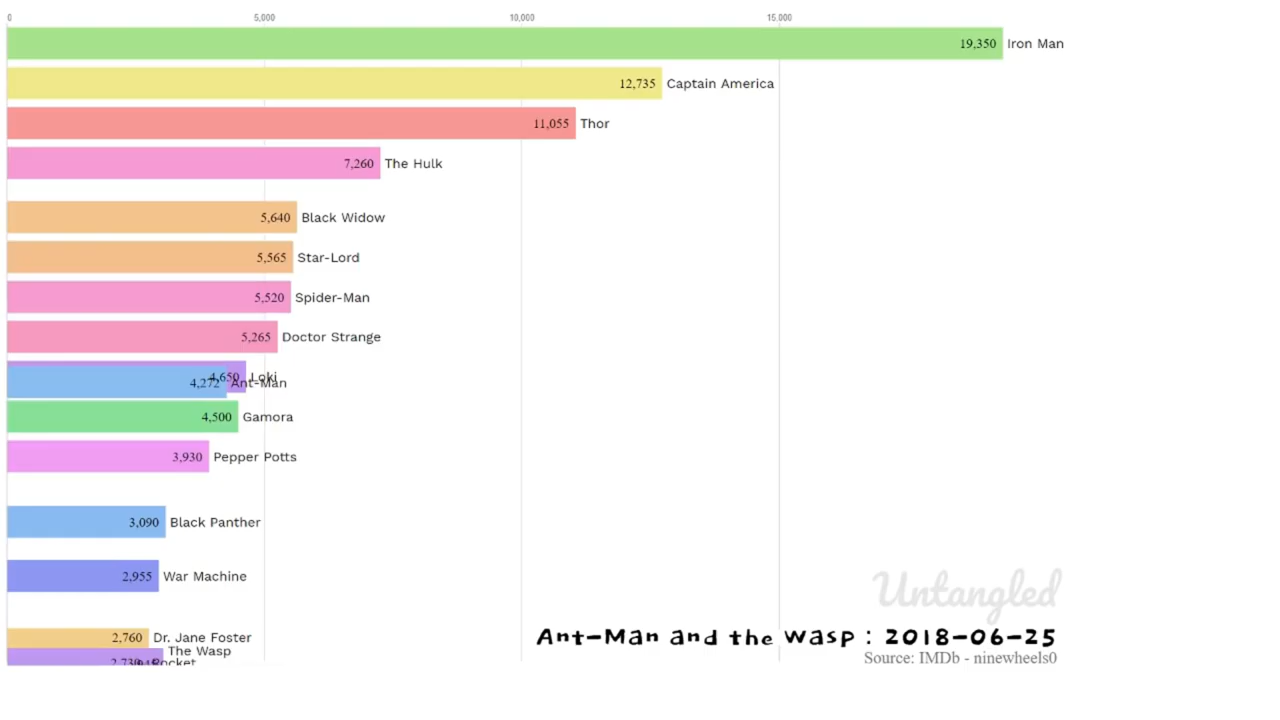 0 5,000 10,000 15,000
19,350 Iron Man
12,735 Captain America
11,055 Thor
7,260 The Hulk
5,640 Black Widow
5,565 Star-Lord
5,520 Spider-Man
5,265 Doctor Strange
4,650 Loki
4,272 Ant-Man
4,500 Gamora
3,930 Pepper Potts
3,090 Black Panther
2,955 War Machine
Untangled
2,760 Dr. Jane Foster
Ant-Man and the Wasp : 2018-06-25
The Wasp
2,730 Rocket
Source: IMDb - ninewheels0